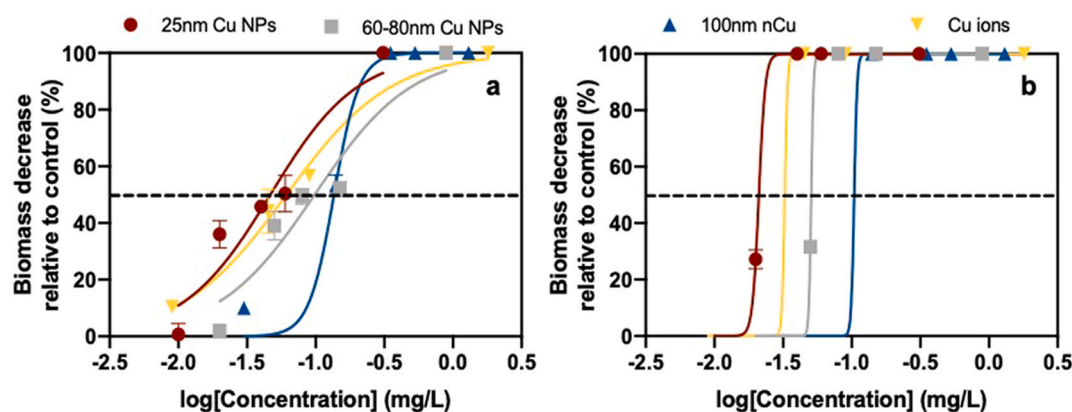 25nm Cu NPs 60-80nm Cu NPs 100nm nCu Cu ions
a
b
Biomass decrease
relative to control (%)
100
80
60
40
20
0
-2.5 -2.0 -1.5 -1.0 -0.5 0.0 0.5
log[Concentration] (mg/L)
Biomass decrease
relative to control (%)
100
80
60
40
20
0
-2.5 -2.0 -1.5 -1.0 -0.5 0.0 0.5
log[Concentration] (mg/L)